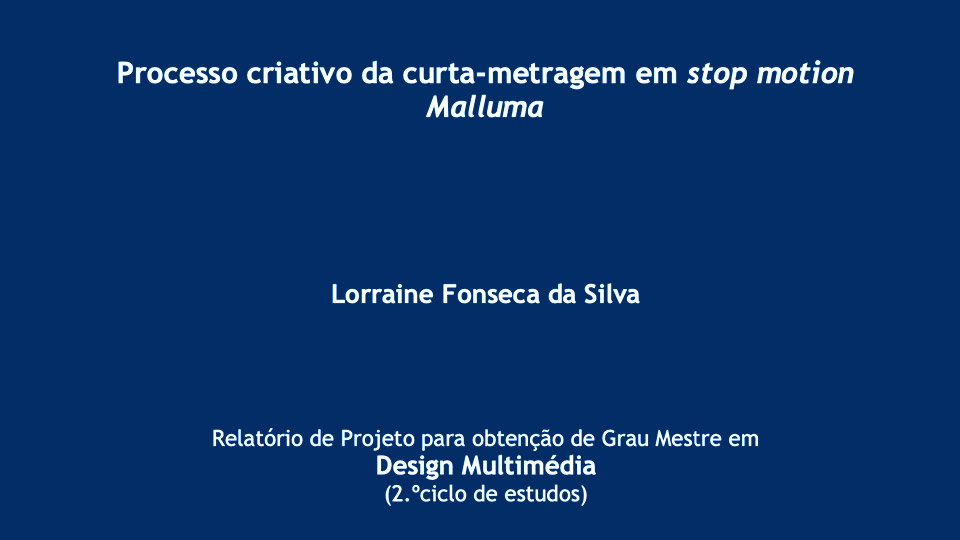 Processo criativo da curta-metragem em stop motion
Malluma
Lorraine Fonseca da Silva
Relatório de Projeto para obtenção de Grau Mestre em
Design Multimédia
(2.ºciclo de estudos)